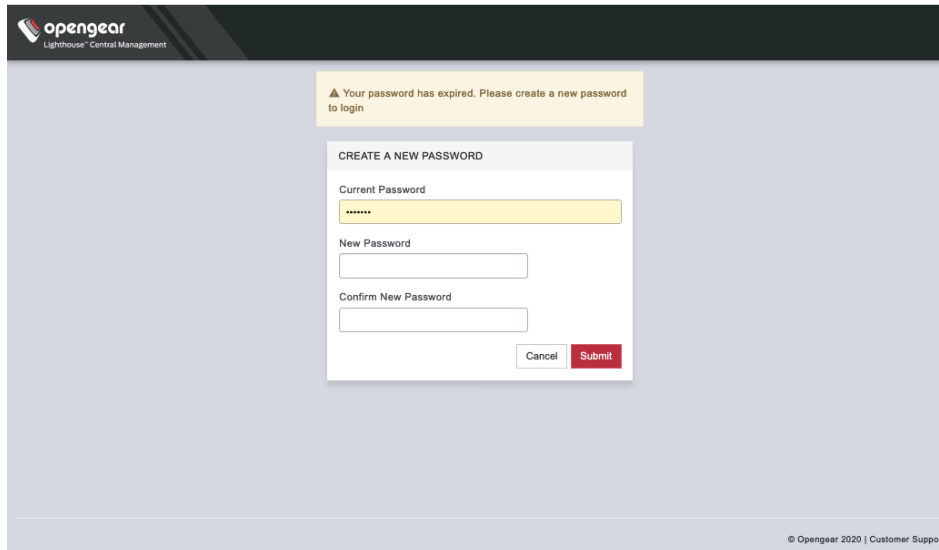 opengear
Lighthouse™ Central Management
Your password has expired. Please create a new password
to login
CREATE A NEW PASSWORD
Current Password
•••••••
New Password
Confirm New Password
Cancel
Submit
© Opengear 2020 | Customer Suppo